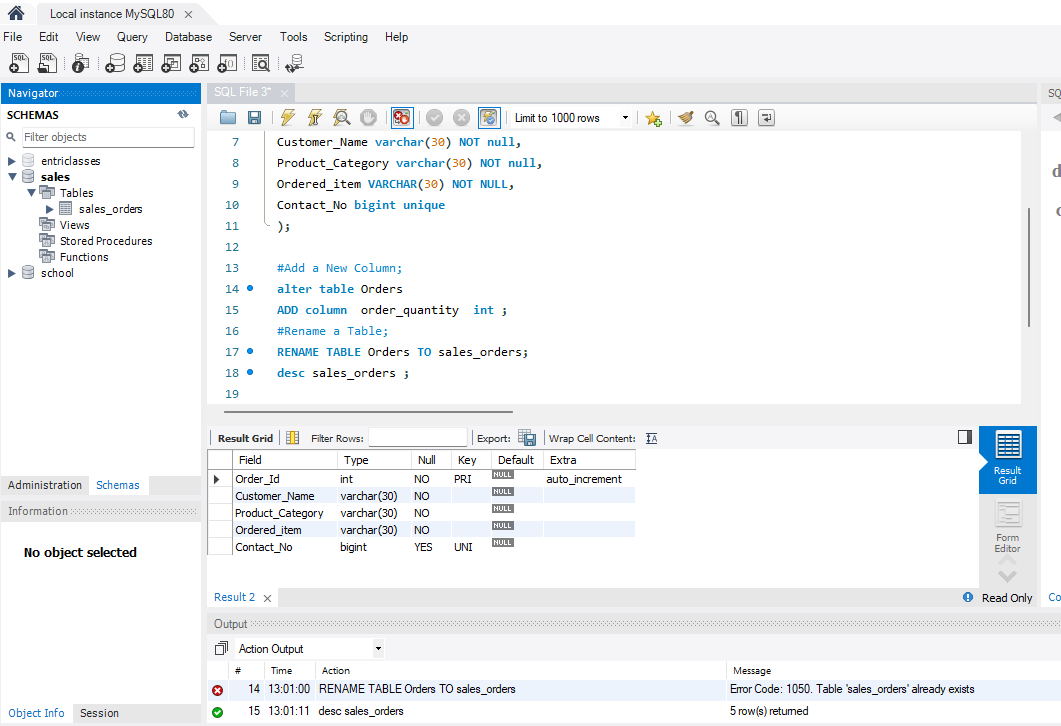 Local instance MySQL80
File Edit View Query Database Server Tools Scripting Help
Navigator
SCHEMAS
Filter objects
entriclasses
sales
Tables
sales_orders
Views
Stored Procedures
Functions
school
Administration Schemas
Information
No object selected
Object Info Session
SQL File 3*
Limit to 1000 rows
7 Customer_Name varchar(30) NOT null,
8 Product_Category varchar(30) NOT null,
9 Ordered_item VARCHAR(30) NOT NULL,
10 Contact_No bigint unique
11 );
12
13 #Add a New Column;
14 alter table Orders
15 ADD column order_quantity int ;
16 #Rename a Table;
17 RENAME TABLE Orders TO sales_orders;
18 desc sales_orders ;
19
Result Grid Filter Rows: Export: Wrap Cell Content:
Field Type Null Key Default Extra
Order_Id int NO PRI NULL auto_increment
Customer_Name varchar(30) NO NULL
Product_Category varchar(30) NO NULL
Ordered_item varchar(30) NO NULL
Contact_No bigint YES UNI NULL
Result
Grid
Form
Editor
Result 2
Read Only
Output
Action Output
# Time Action Message
14 13:01:00 RENAME TABLE Orders TO sales_orders Error Code: 1050. Table 'sales_orders' already exists
15 13:01:11 desc sales_orders 5 row(s) returned
SQ
d
Co